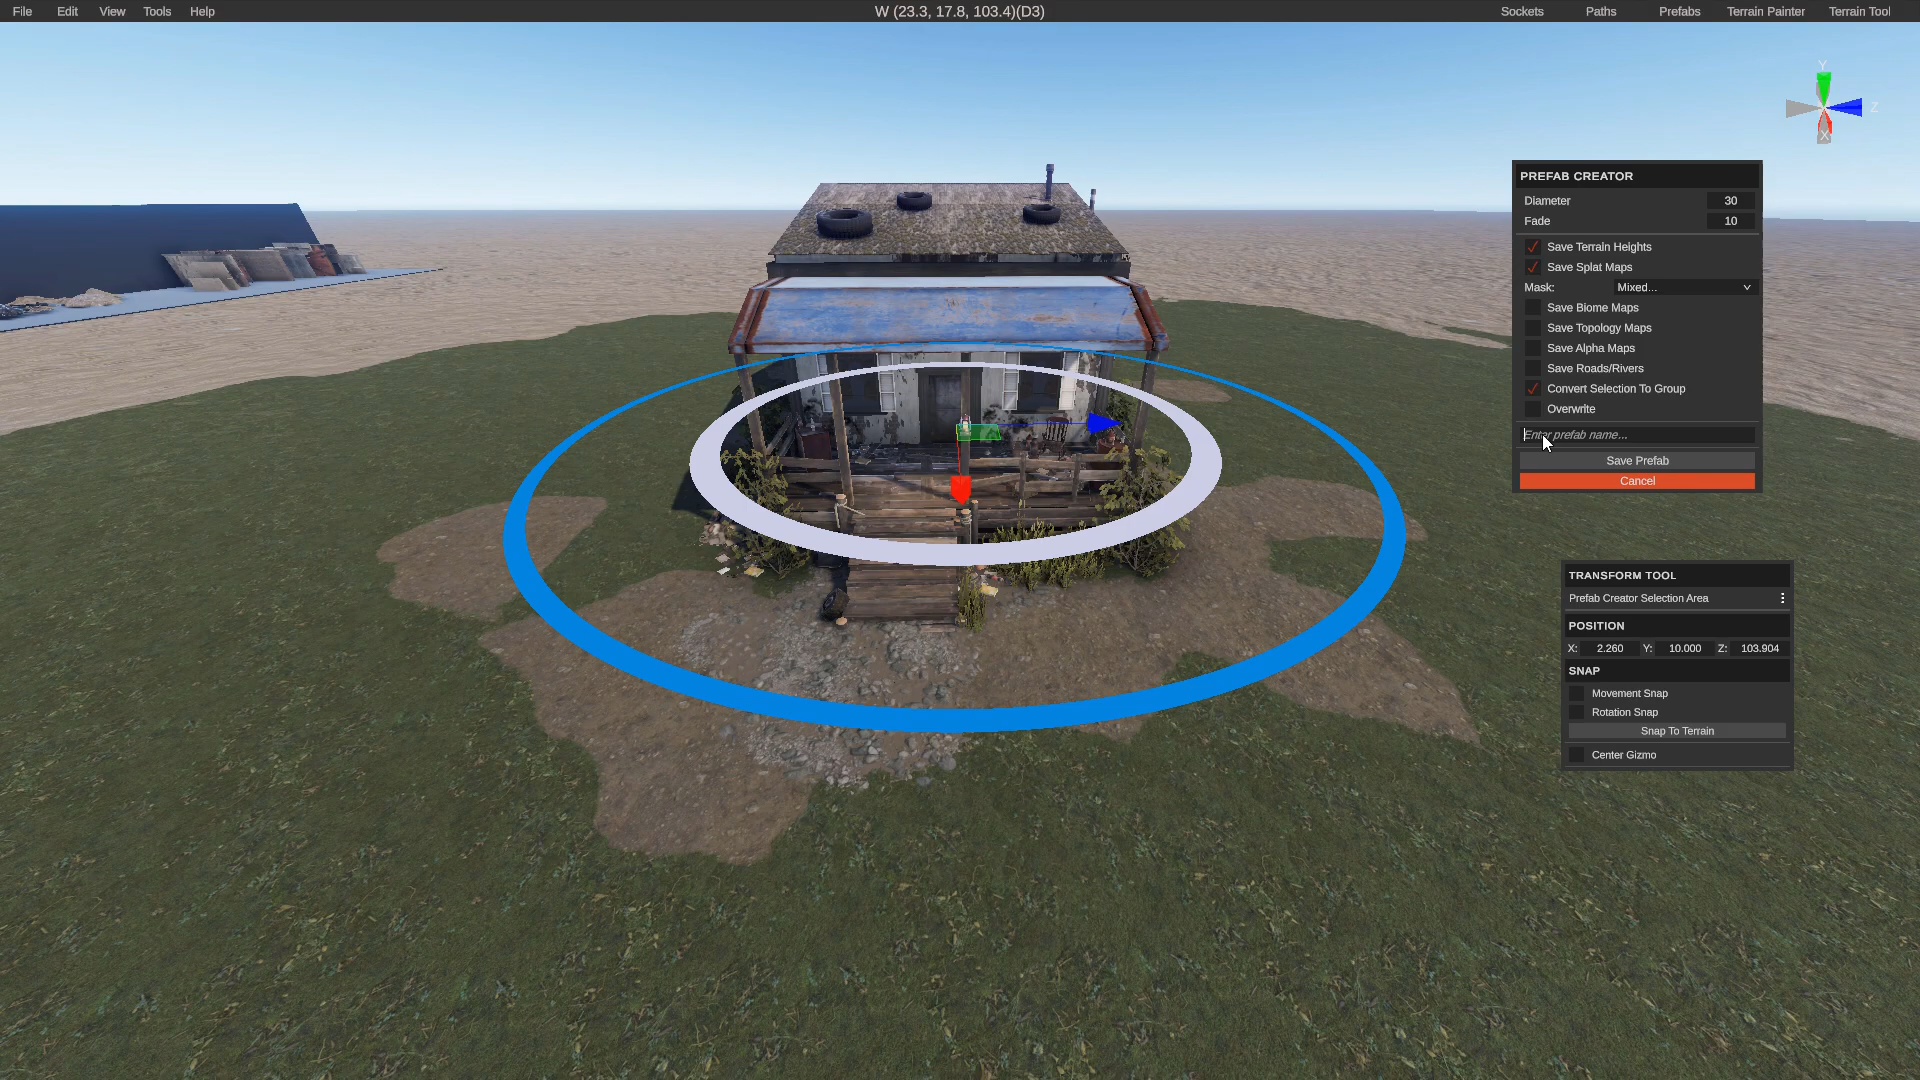 File Edit View Tools Help W (23.3, 17.8, 103.4)(D3) Sockets Paths Prefabs Terrain Painter Terrain Tool
Y
Z
X
PREFAB CREATOR
Diameter 30
Fade 10
Save Terrain Heights
Save Splat Maps
Mask: Mixed...
Save Biome Maps
Save Topology Maps
Save Alpha Maps
Save Roads/Rivers
Convert Selection To Group
Overwrite
Enter prefab name...
Save Prefab
Cancel
TRANSFORM TOOL
Prefab Creator Selection Area
POSITION
X: 2.260 Y: 10.000 Z: 103.904
SNAP
Movement Snap
Rotation Snap
Snap To Terrain
Center Gizmo